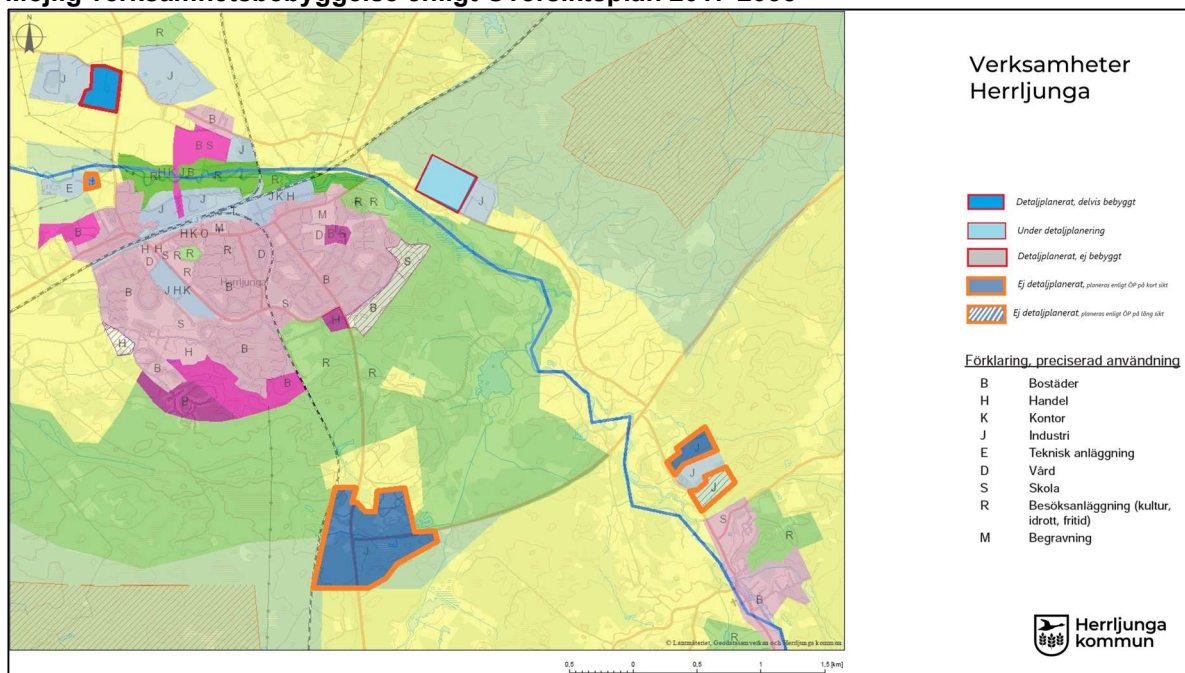 Verksamheter
Herrljunga
Detaljplanerat, delvis bebyggt
Under detaljplanering
Detaljplanerat, ej bebyggt
Ej detaljplanerat, planeras enligt ÖP på kort sikt
Ej detaljplanerat, planeras enligt ÖP på lång sikt
Förklaring, preciserad användning
B Bostäder
H Handel
K Kontor
J Industri
E Teknisk anläggning
D Vård
S Skola
R Besöksanläggning (kultur,
idrott, fritid)
M Begravning
Herrljunga
kommun
R
J
J
B
B S
J
H K J B
R
R
E
J
J
J K H
J
R R
M
D B S
B
H K O
M
H H
D
S R
R
R
R
D
J H K
Herrljunga
B
B
B
S
B
S
S
H
H
H
B
B
B
B
R
R
J
J
J
S
R
B
R
© Lantmäteriet, Geodatasamverkan och Herrljunga kommun
0,5 0 0,5 1 1,5 [km]